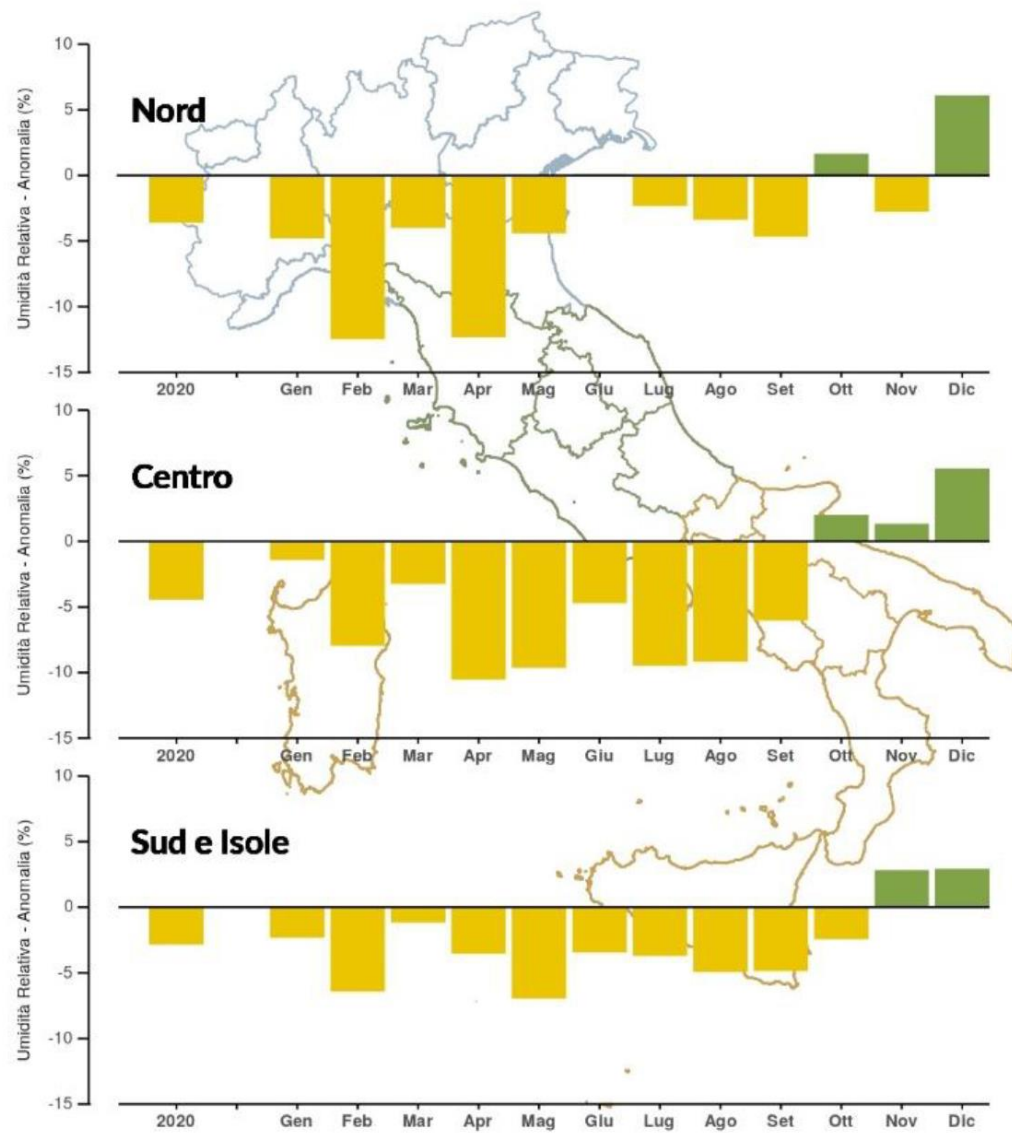 Umidità Relativa - Anomalia (%)
10
5
0
-5
-10
-15
Nord
2020 Gen Feb Mar Apr Mag Giu Lug Ago Set Ott Nov Dic
Umidità Relativa - Anomalia (%)
10
5
0
-5
-10
-15
Centro
2020 Gen Feb Mar Apr Mag Giu Lug Ago Set Ott Nov Dic
Umidità Relativa - Anomalia (%)
10
5
0
-5
-10
-15
Sud e Isole
2020 Gen Feb Mar Apr Mag Giu Lug Ago Set Ott Nov Dic